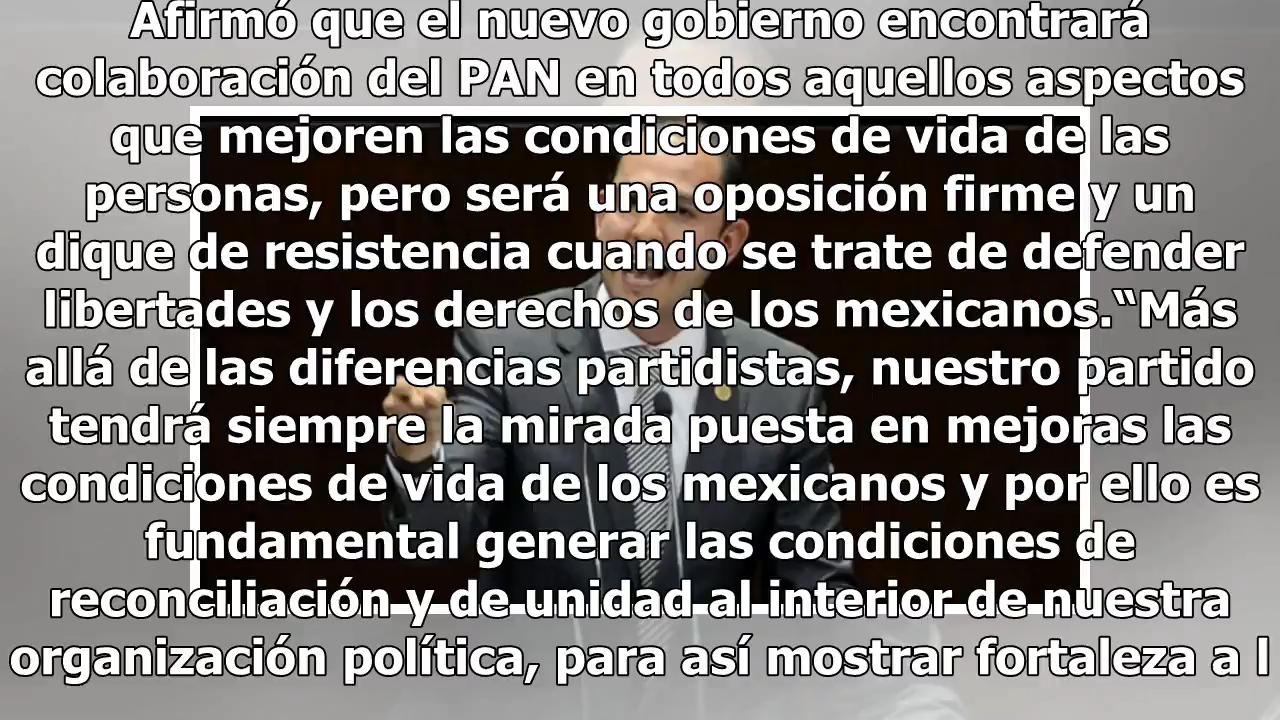 Afirmó que el nuevo gobierno encontrará
colaboración del PAN en todos aquellos aspectos
que mejoren las condiciones de vida de las
personas, pero será una oposición firme y un
dique de resistencia cuando se trate de defender
libertades y los derechos de los mexicanos.“Más
allá de las diferencias partidistas, nuestro partido
tendrá siempre la mirada puesta en mejoras las
condiciones de vida de los mexicanos y por ello es
fundamental generar las condiciones de
reconciliación y de unidad al interior de nuestra
organización política, para así mostrar fortaleza a l